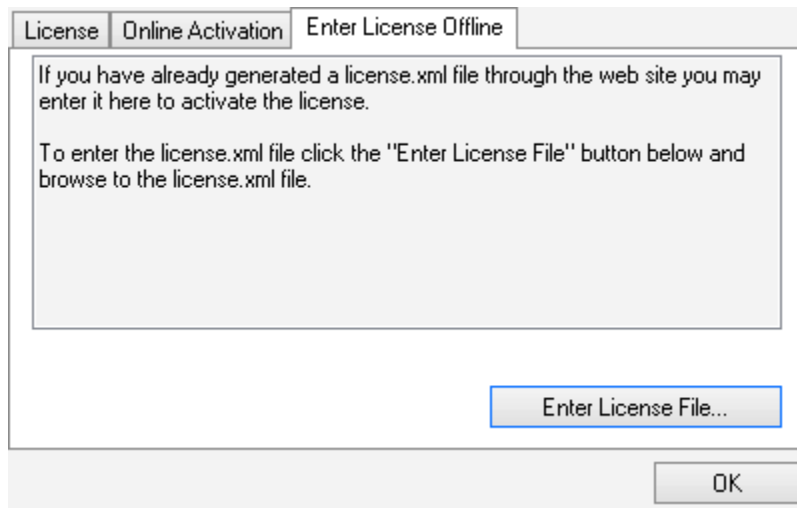 License
Online Activation
Enter License Offline
If you have already generated a license.xml file through the web site you may
enter it here to activate the license.
To enter the license.xml file click the "Enter License File" button below and
browse to the license.xml file.
Enter License File...
OK